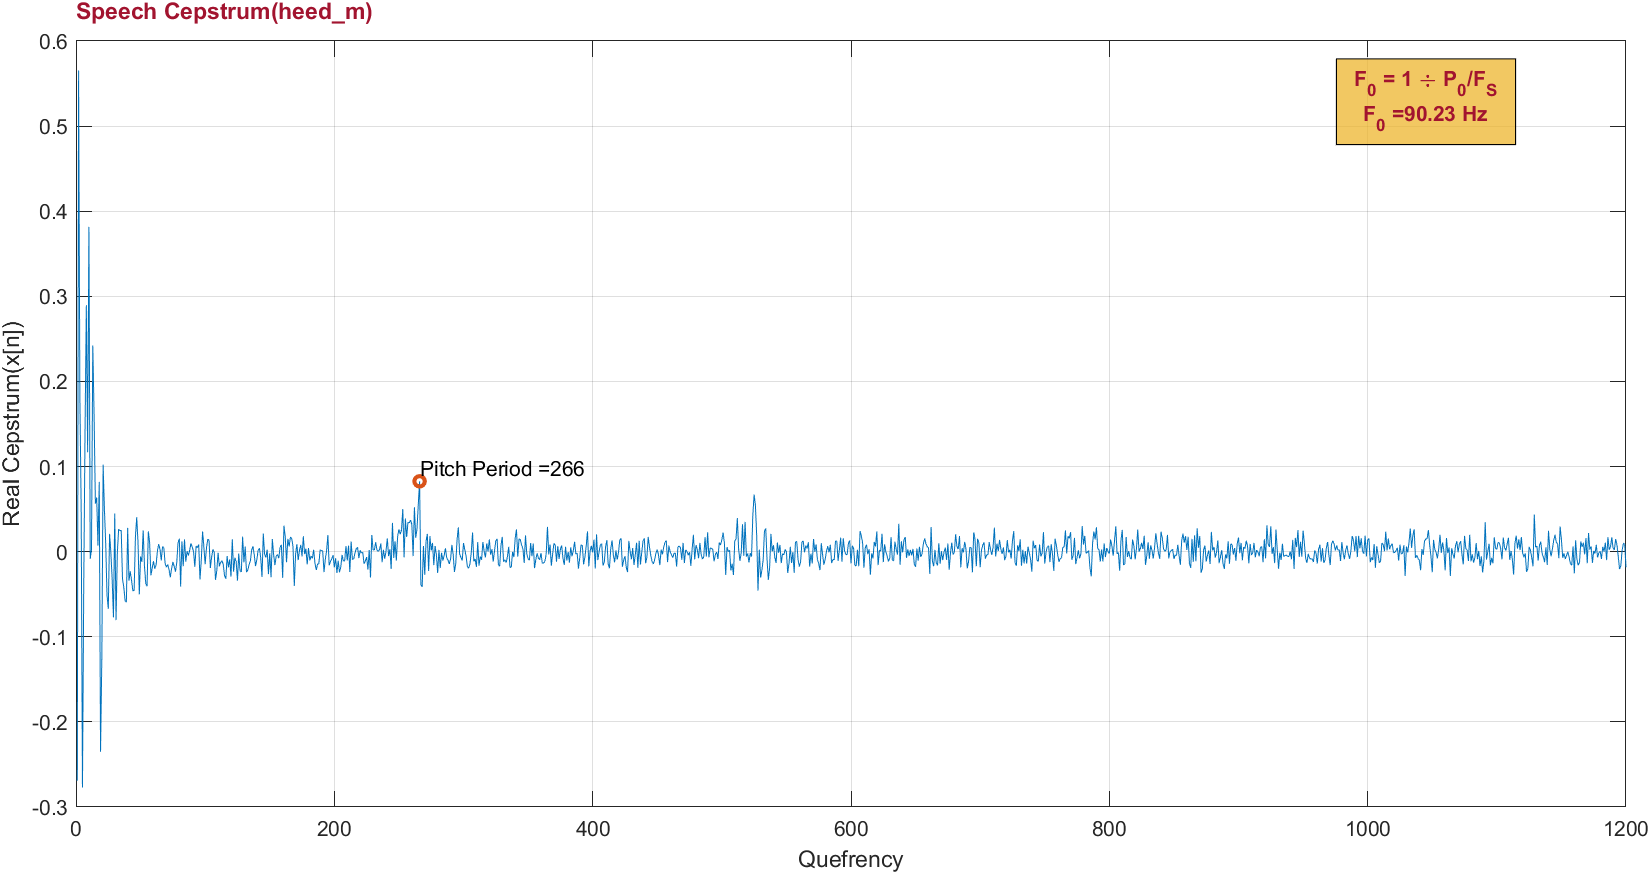 Speech Cepstrum(heed_m)
0.6
0.5
0.4
0.3
0.2
0.1
0
-0.1
-0.2
-0.3
Real Cepstrum(x[n])
F0 = 1 ÷ P0/FS
F0 =90.23 Hz
Pitch Period =266
0 200 400 600 800 1000 1200
Quefrency